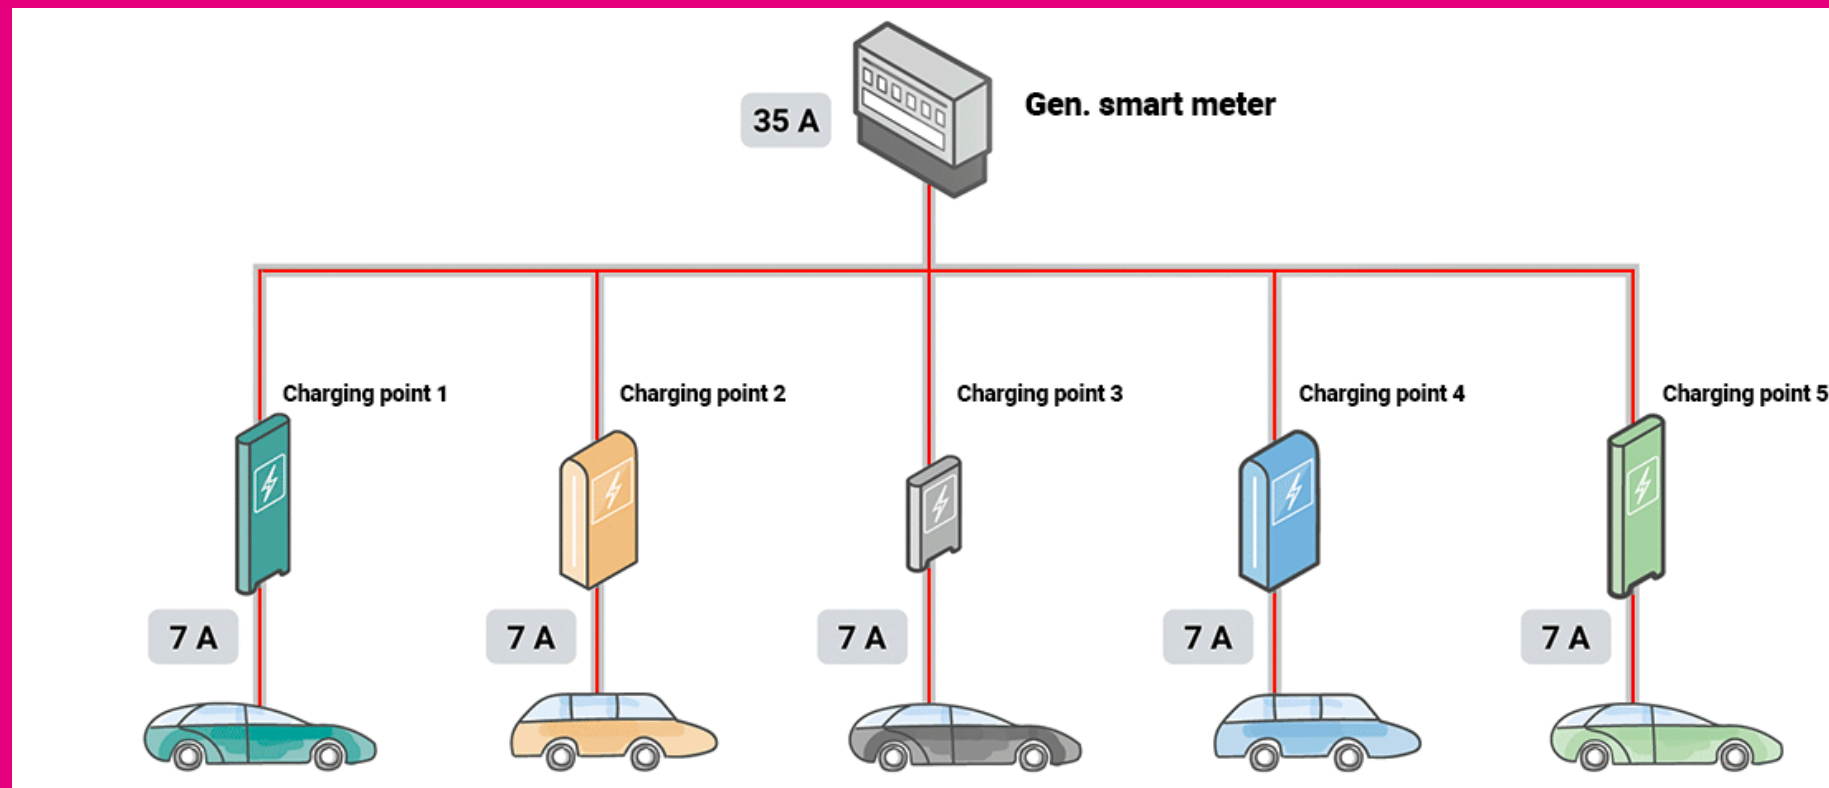 35 A
Gen. smart meter
Charging point 1
Charging point 2
Charging point 3
Charging point 4
Charging point 5
7 A
7 A
7 A
7 A
7 A